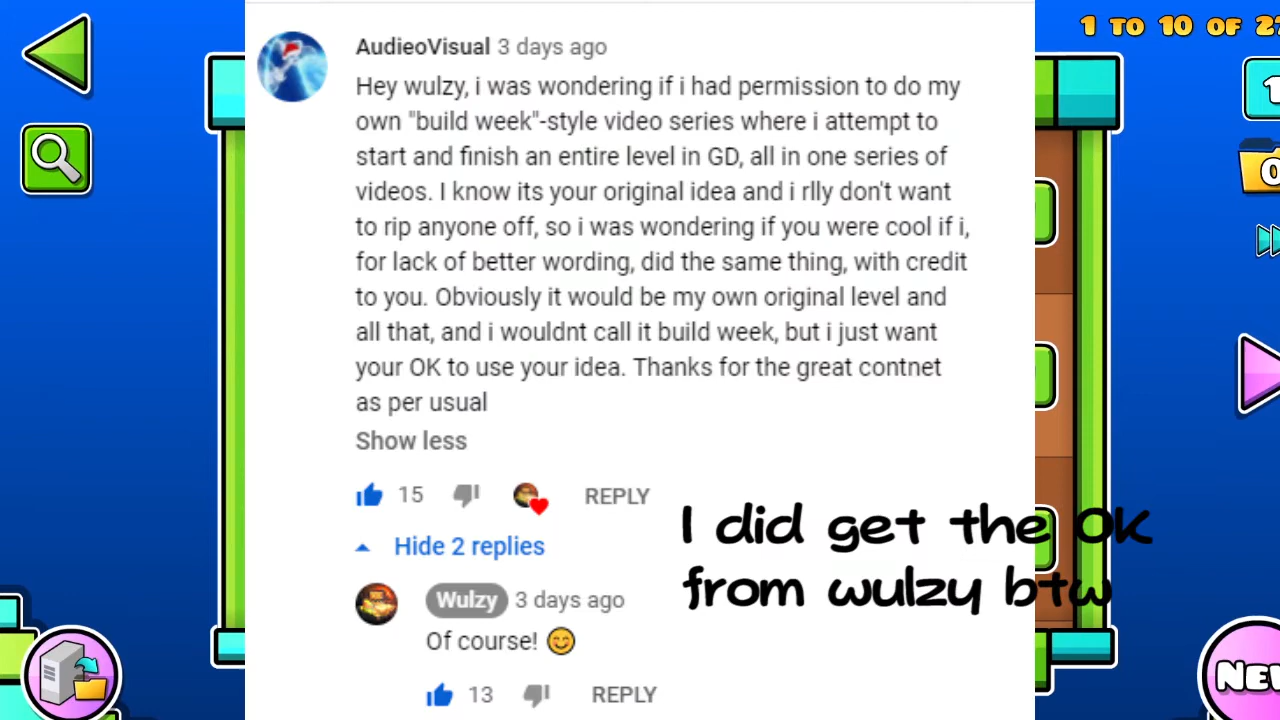 1 TO 10 OF
AudieoVisual 3 days ago
Hey wulzy, i was wondering if i had permission to do my
own "build week"-style video series where i attempt to
start and finish an entire level in GD, all in one series of
videos. I know its your original idea and i rlly don't want
to rip anyone off, so i was wondering if you were cool if i,
for lack of better wording, did the same thing, with credit
to you. Obviously it would be my own original level and
all that, and i wouldnt call it build week, but i just want
your OK to use your idea. Thanks for the great contnet
as per usual
Show less
15 REPLY
Hide 2 replies
I did get the OK
from wulzy btw
Wulzy 3 days ago
Of course! 😊
13 REPLY